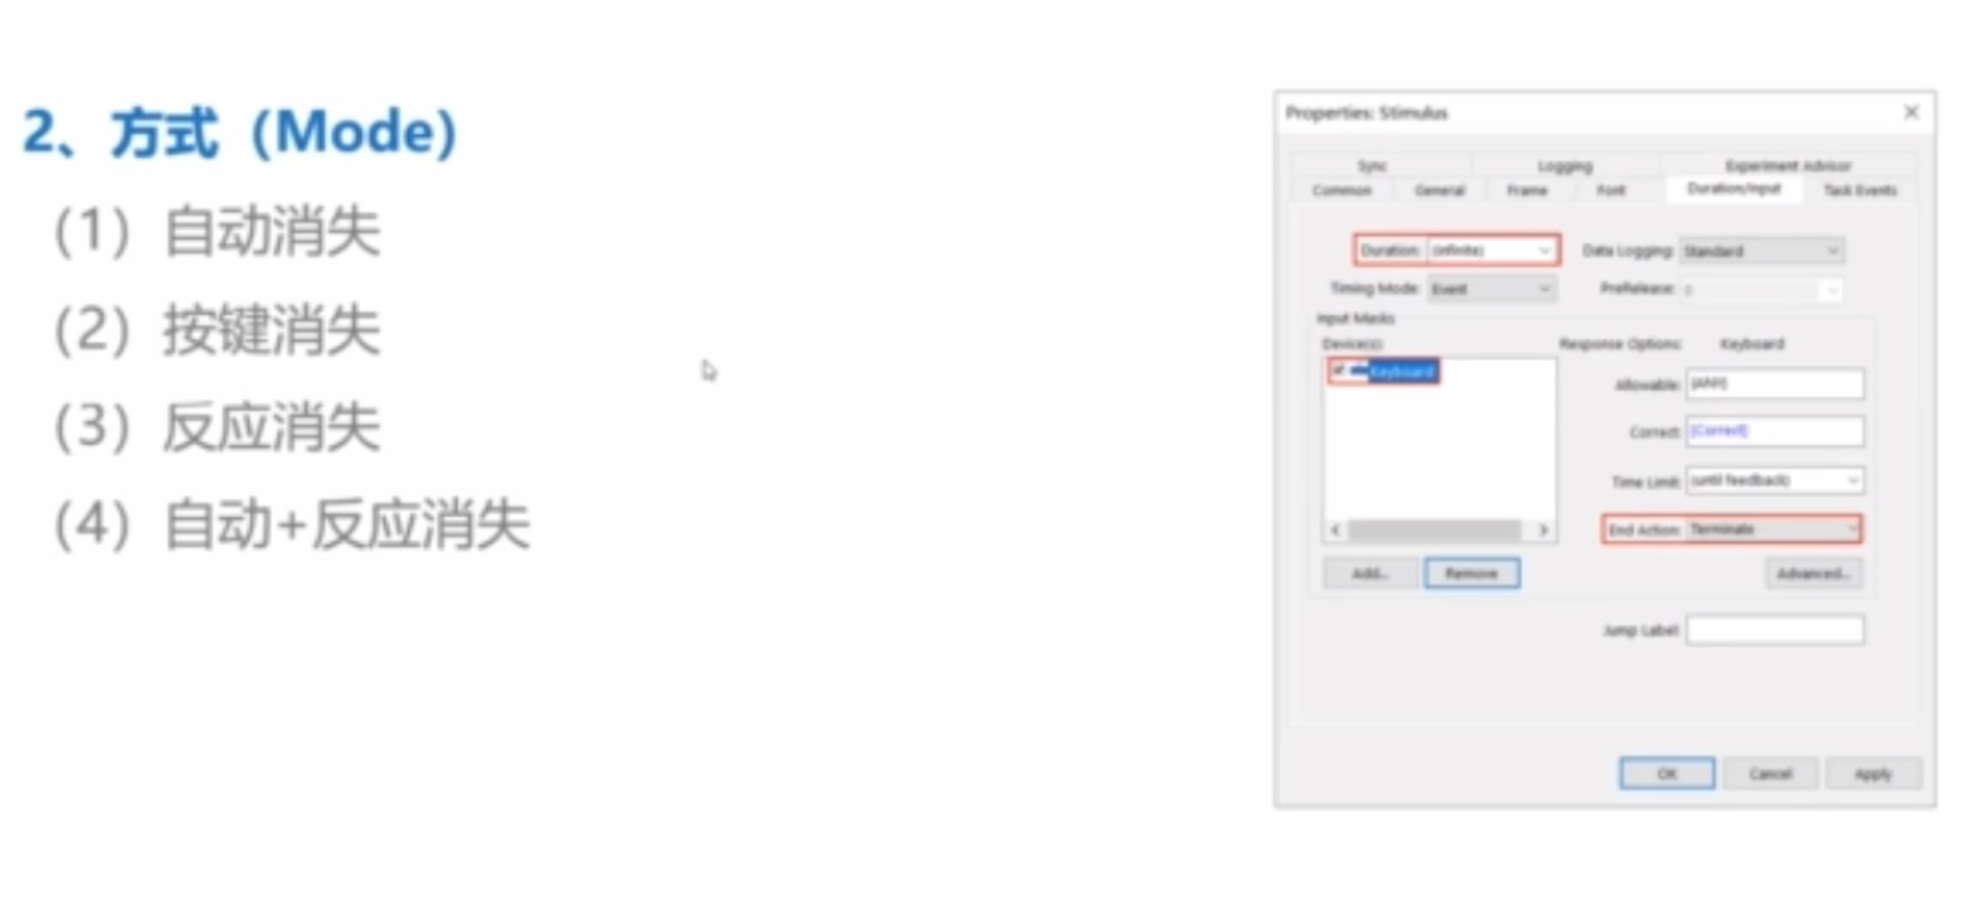 2、方式（Mode）
（1）自动消失
（2）按键消失
（3）反应消失
（4）自动+反应消失
Properties: Stimulus
Sync Logging Experiment Advisor
Common General Frame Font Duration/Input Task Events
Duration: (infinite) Data Logging: Standard
Timing Mode: Event PreRelease: 0
Input Masks
Device(s): Response Options: Keyboard
Keyboard
Allowable: {ANY}
Correct: [Correct]
Time Limit: (until feedback)
End Action: Terminate
Add... Remove Advanced...
Jump Label:
OK Cancel Apply